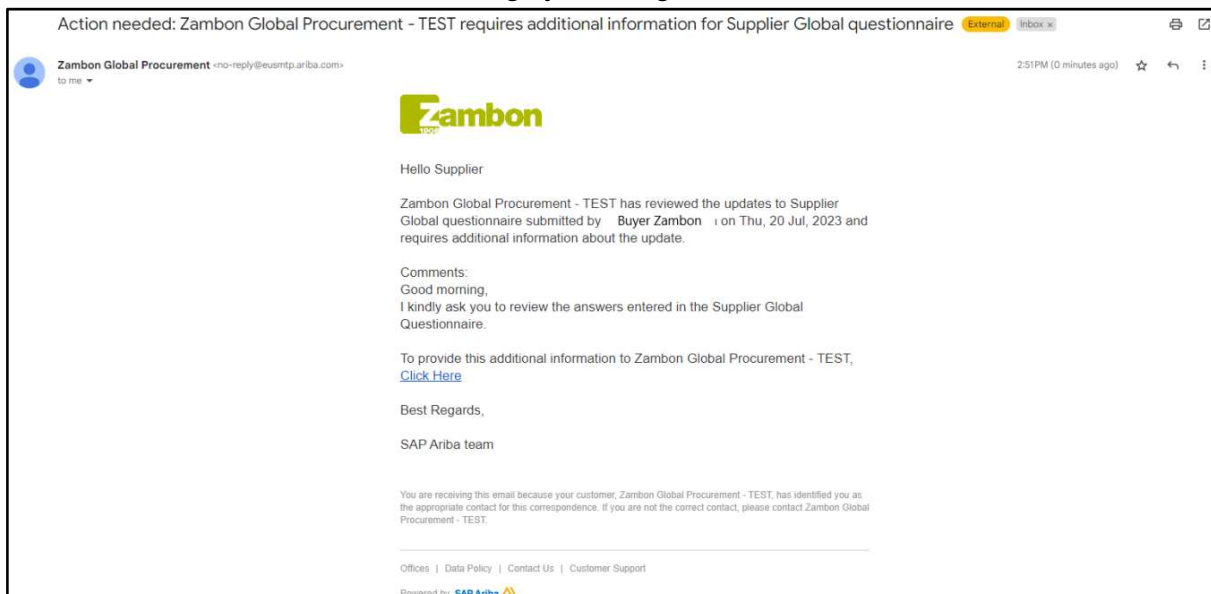 Action needed: Zambon Global Procurement - TEST requires additional information for Supplier Global questionnaire External Inbox x
Zambon Global Procurement <no-reply@eusmtp.ariba.com>
2:51PM (0 minutes ago)
to me
Zambon
1906
Hello Supplier
Zambon Global Procurement - TEST has reviewed the updates to Supplier
Global questionnaire submitted by Buyer Zambon on Thu, 20 Jul, 2023 and
requires additional information about the update.
Comments:
Good morning,
I kindly ask you to review the answers entered in the Supplier Global
Questionnaire.
To provide this additional information to Zambon Global Procurement - TEST,
Click Here
Best Regards,
SAP Ariba team
You are receiving this email because your customer, Zambon Global Procurement - TEST, has identified you as
the appropriate contact for this correspondence. If you are not the correct contact, please contact Zambon Global
Procurement - TEST.
Offices | Data Policy | Contact Us | Customer Support
Powered by SAP Ariba